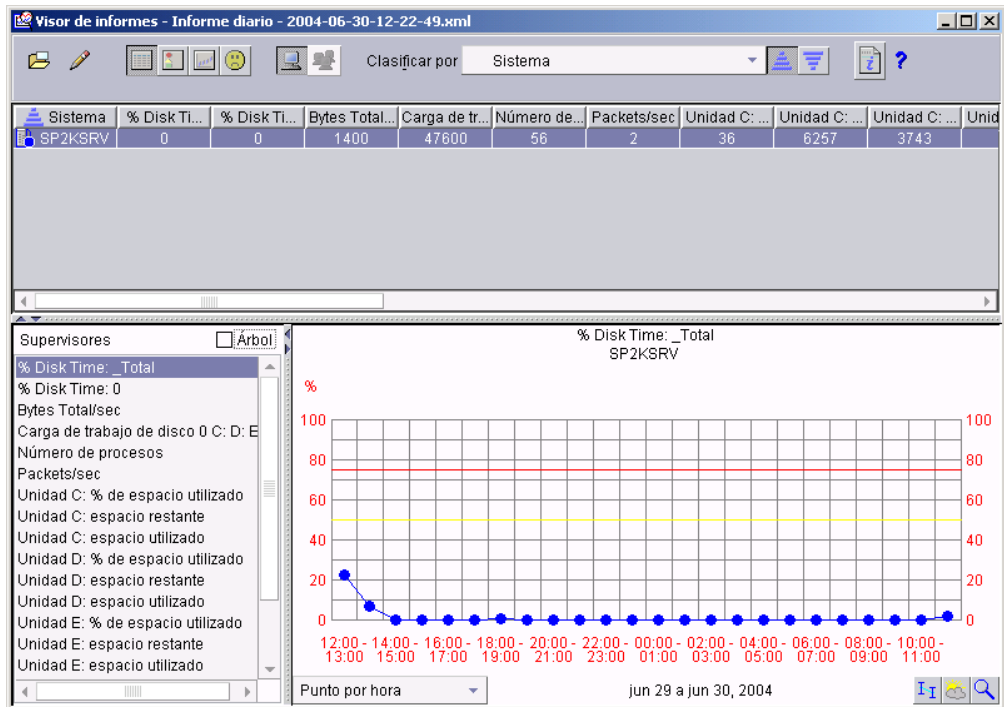 Visor de informes - Informe diario - 2004-06-30-12-22-49.xml
Clasificar por Sistema
Sistema % Disk Ti... % Disk Ti... Bytes Total... Carga de tr... Número de... Packets/sec Unidad C: ... Unidad C: ... Unidad C: ... Unid
SP2KSRV 0 0 1400 47600 56 2 36 6257 3743
Supervisores Árbol
% Disk Time: _Total
% Disk Time: 0
Bytes Total/sec
Carga de trabajo de disco 0 C: D: E
Número de procesos
Packets/sec
Unidad C: % de espacio utilizado
Unidad C: espacio restante
Unidad C: espacio utilizado
Unidad D: % de espacio utilizado
Unidad D: espacio restante
Unidad D: espacio utilizado
Unidad E: % de espacio utilizado
Unidad E: espacio restante
Unidad E: espacio utilizado
% Disk Time: _Total
SP2KSRV
%
100 100
80 80
60 60
40 40
20 20
0 0
12:00 - 14:00 - 16:00 - 18:00 - 20:00 - 22:00 - 00:00 - 02:00 - 04:00 - 06:00 - 08:00 - 10:00 -
13:00 15:00 17:00 19:00 21:00 23:00 01:00 03:00 05:00 07:00 09:00 11:00
Punto por hora
jun 29 a jun 30, 2004